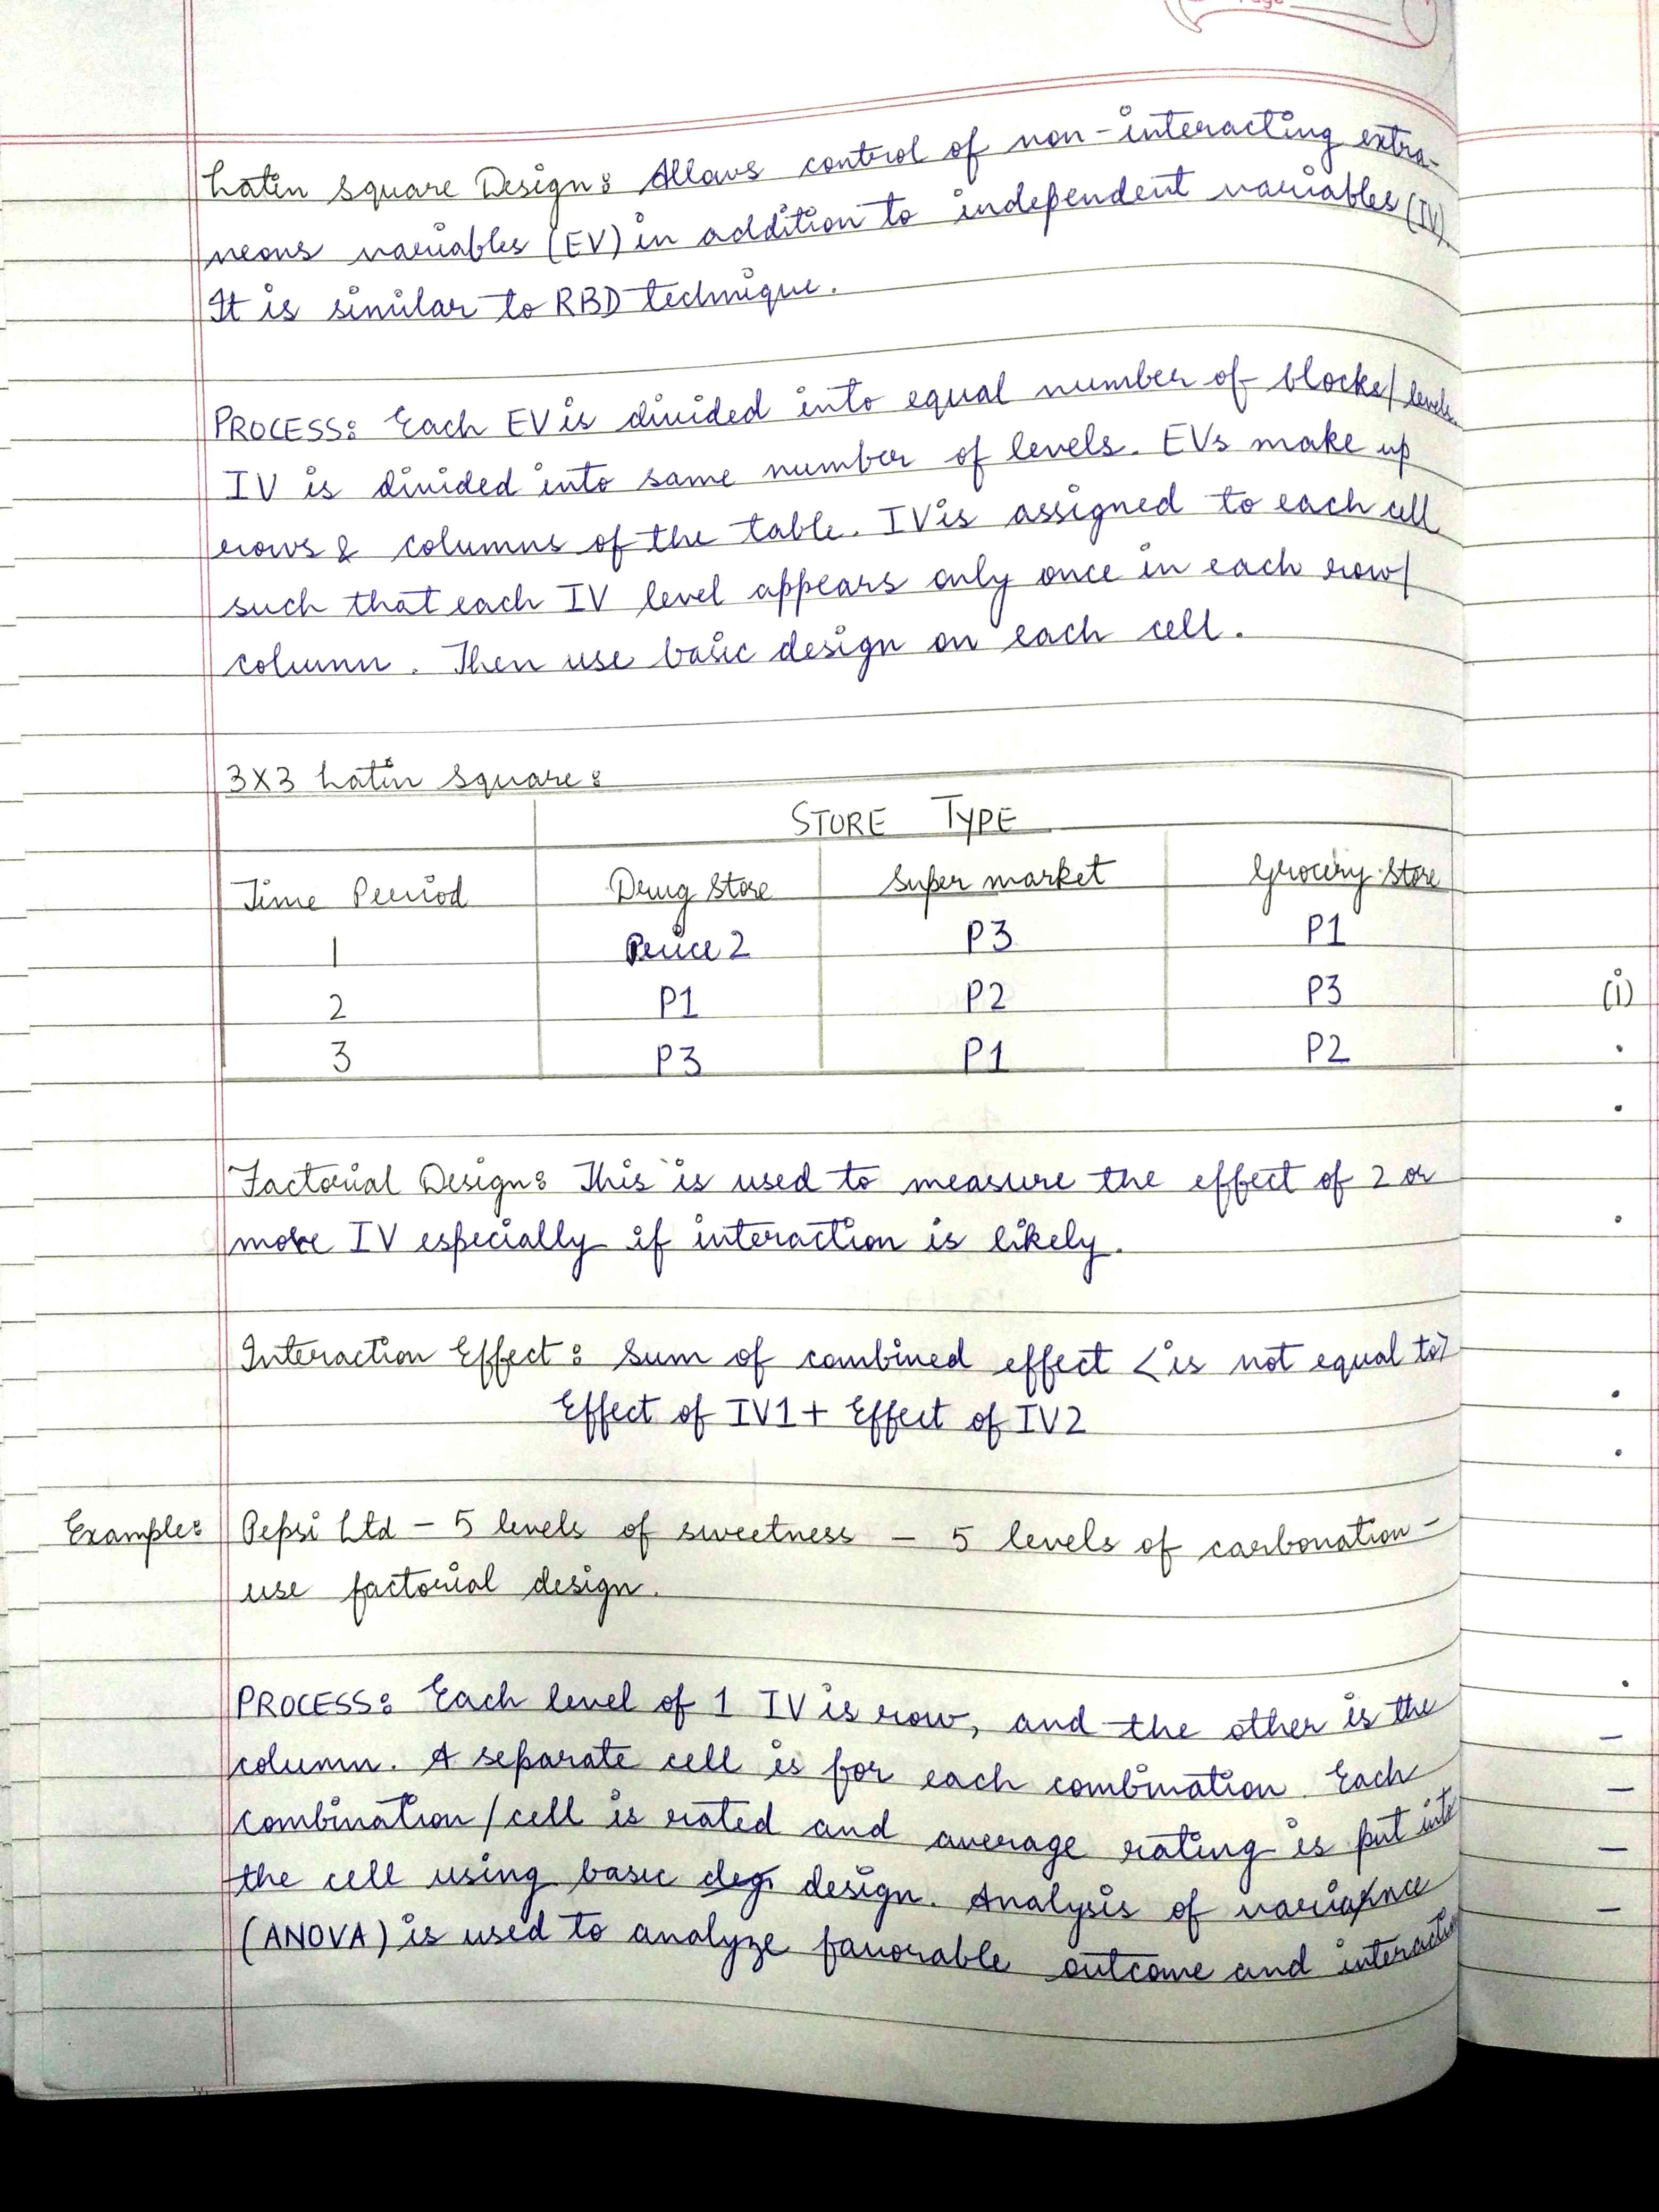 Page
Latin Square Design: Allows control of non-interacting extra-
neous variables (EV) in addition to independent variables (IV).
It is similar to RBD technique.
PROCESS: Each EV is divided into equal number of blocks/levels.
IV is divided into same number of levels. EVs make up
rows & columns of the table. IV is assigned to each cell
such that each IV level appears only once in each row/
column. Then use basic design on each cell.
3X3 Latin Square:
STORE TYPE
Time Period Drug Store Super market Grocery Store
1 Price 2 P3 P1
2 P1 P2 P3
3 P3 P1 P2
Factorial Design: This is used to measure the effect of 2 or
more IV especially if interaction is likely.
Interaction Effect: Sum of combined effect <is not equal to>
Effect of IV1 + Effect of IV2
Example: Pepsi Ltd - 5 levels of sweetness - 5 levels of carbonation -
use factorial design.
PROCESS: Each level of 1 IV is row, and the other is the
column. A separate cell is for each combination. Each
combination/cell is rated and average rating is put into
the cell using basic design. Analysis of variance
(ANOVA) is used to analyze favorable outcome and
(i)